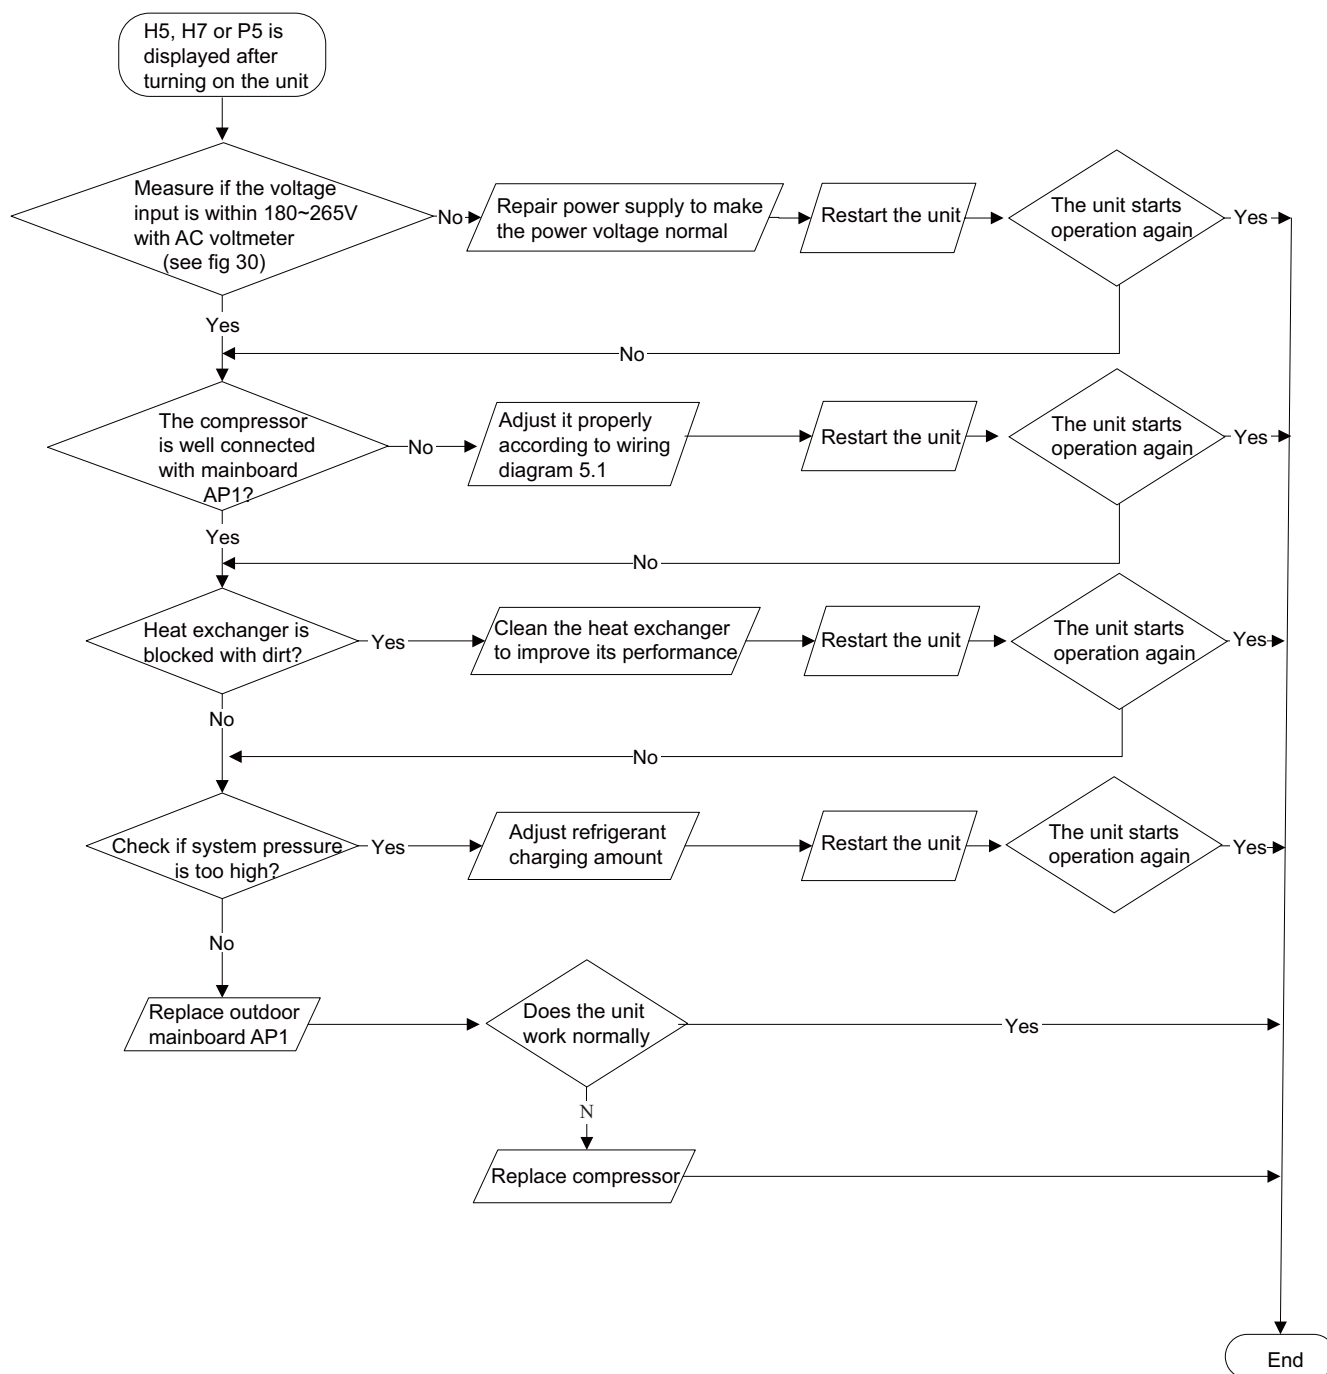 H5, H7 or P5 is
displayed after
turning on the unit
Measure if the voltage
input is within 180~265V
with AC voltmeter
(see fig 30)
No
Repair power supply to make
the power voltage normal
Restart the unit
The unit starts
operation again
Yes
Yes
No
The compressor
is well connected
with mainboard
AP1?
No
Adjust it properly
according to wiring
diagram 5.1
Restart the unit
The unit starts
operation again
Yes
Yes
No
Heat exchanger is
blocked with dirt?
Yes
Clean the heat exchanger
to improve its performance
Restart the unit
The unit starts
operation again
Yes
No
No
Check if system pressure
is too high?
Yes
Adjust refrigerant
charging amount
Restart the unit
The unit starts
operation again
Yes
No
Replace outdoor
mainboard AP1
Does the unit
work normally
Yes
N
Replace compressor
End